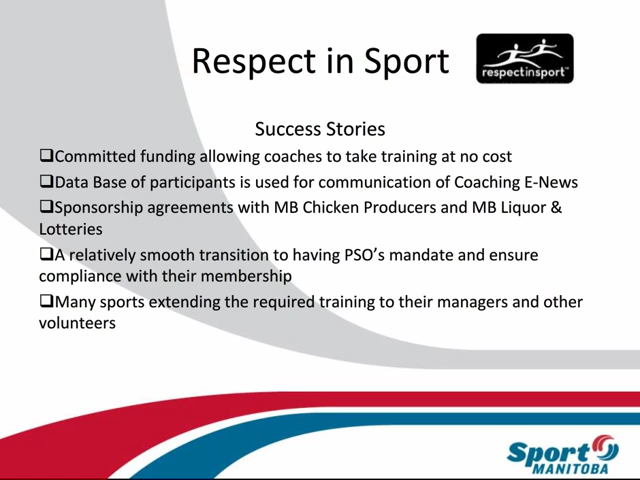 Respect in Sport
respectinsport™
Success Stories
❑Committed funding allowing coaches to take training at no cost
❑Data Base of participants is used for communication of Coaching E-News
❑Sponsorship agreements with MB Chicken Producers and MB Liquor &
Lotteries
❑A relatively smooth transition to having PSO’s mandate and ensure
compliance with their membership
❑Many sports extending the required training to their managers and other
volunteers
Sport
MANITOBA